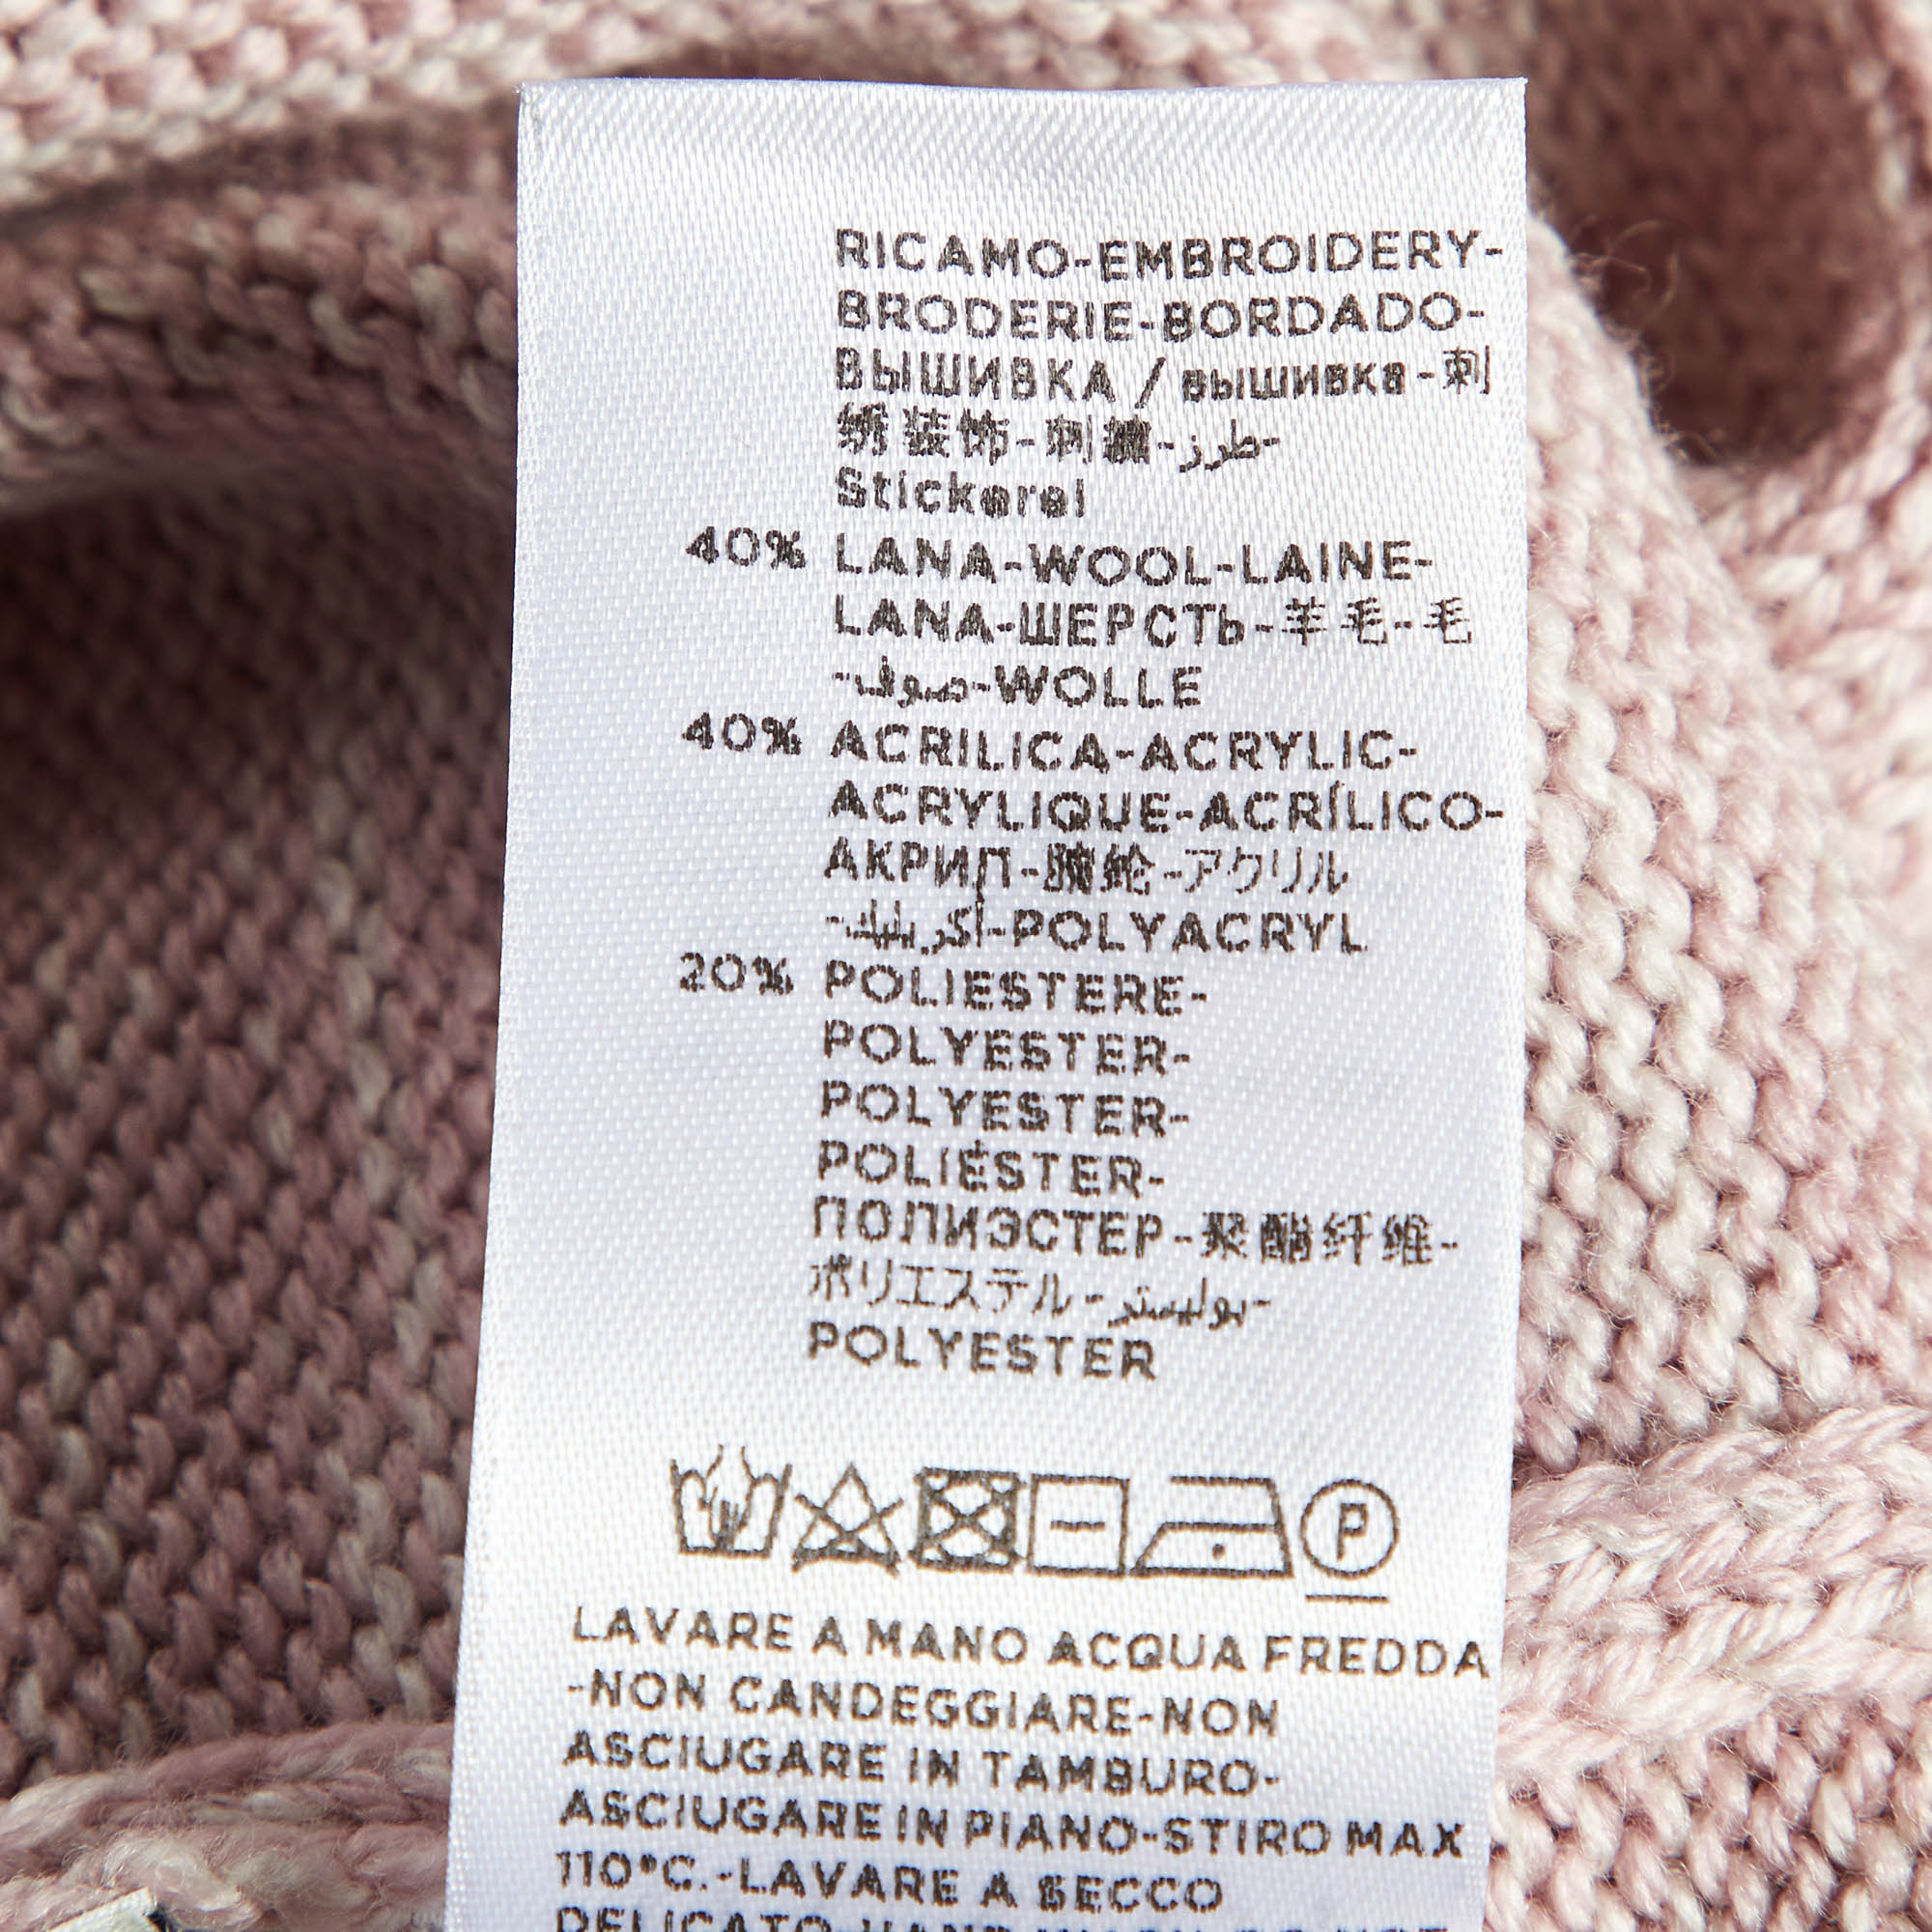 RICAMO-EMBROIDERY-
BRODERIE-BORDADO-
ВЫШИВКА / вышивкв-刺
绣装饰-刺繍-طرز-
Stickerei
40% LANA-WOOL-LAINE-
LANA-ШЕРСТЬ-羊毛-毛
-صوف-WOLLE
40% ACRILICA-ACRYLIC-
ACRYLIQUE-ACRÍLICO-
АКРИЛ-腈纶-アクリル
-أكريليك-POLYACRYL
20% POLIESTERE-
POLYESTER-
POLYESTER-
POLIÉSTER-
ПОЛИЭСТЕР-聚酯纤维-
ポリエステル-بوليستر-
POLYESTER
P
LAVARE A MANO ACQUA FREDDA
-NON CANDEGGIARE-NON
ASCIUGARE IN TAMBURO-
ASCIUGARE IN PIANO-STIRO MAX
110°C.-LAVARE A SECCO